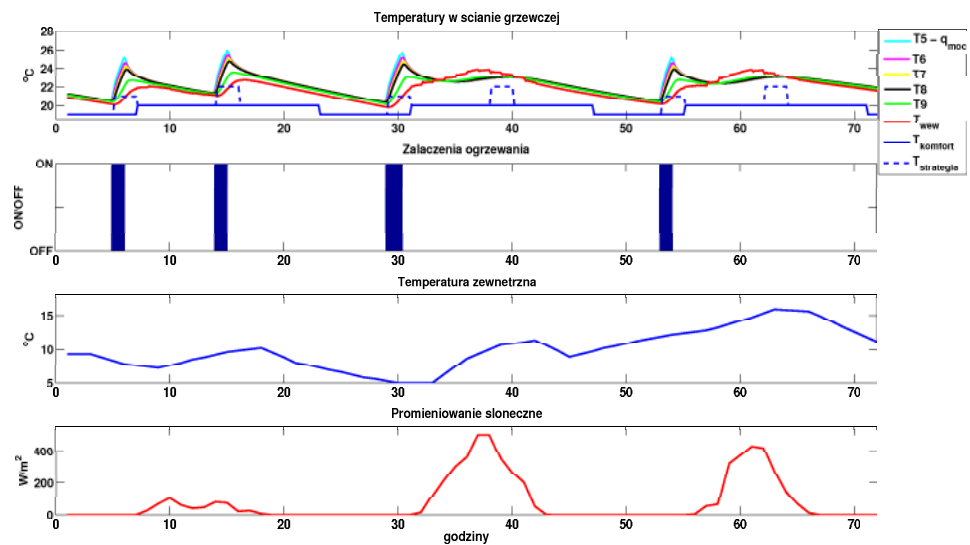 Temperatury w scianie grzewczej
28
26
24
22
20
°C
0 10 20 30 40 50 60 70
T5 – q moc
T6
T7
T8
T9
T wew
T komfort
T strategia
Zalaczenia ogrzewania
ON
OFF
ON/OFF
0 10 20 30 40 50 60 70
Temperatura zewnetrzna
15
10
5
°C
0 10 20 30 40 50 60 70
Promieniowanie sloneczne
400
200
0
W/m²
0 10 20 30 40 50 60 70
godziny